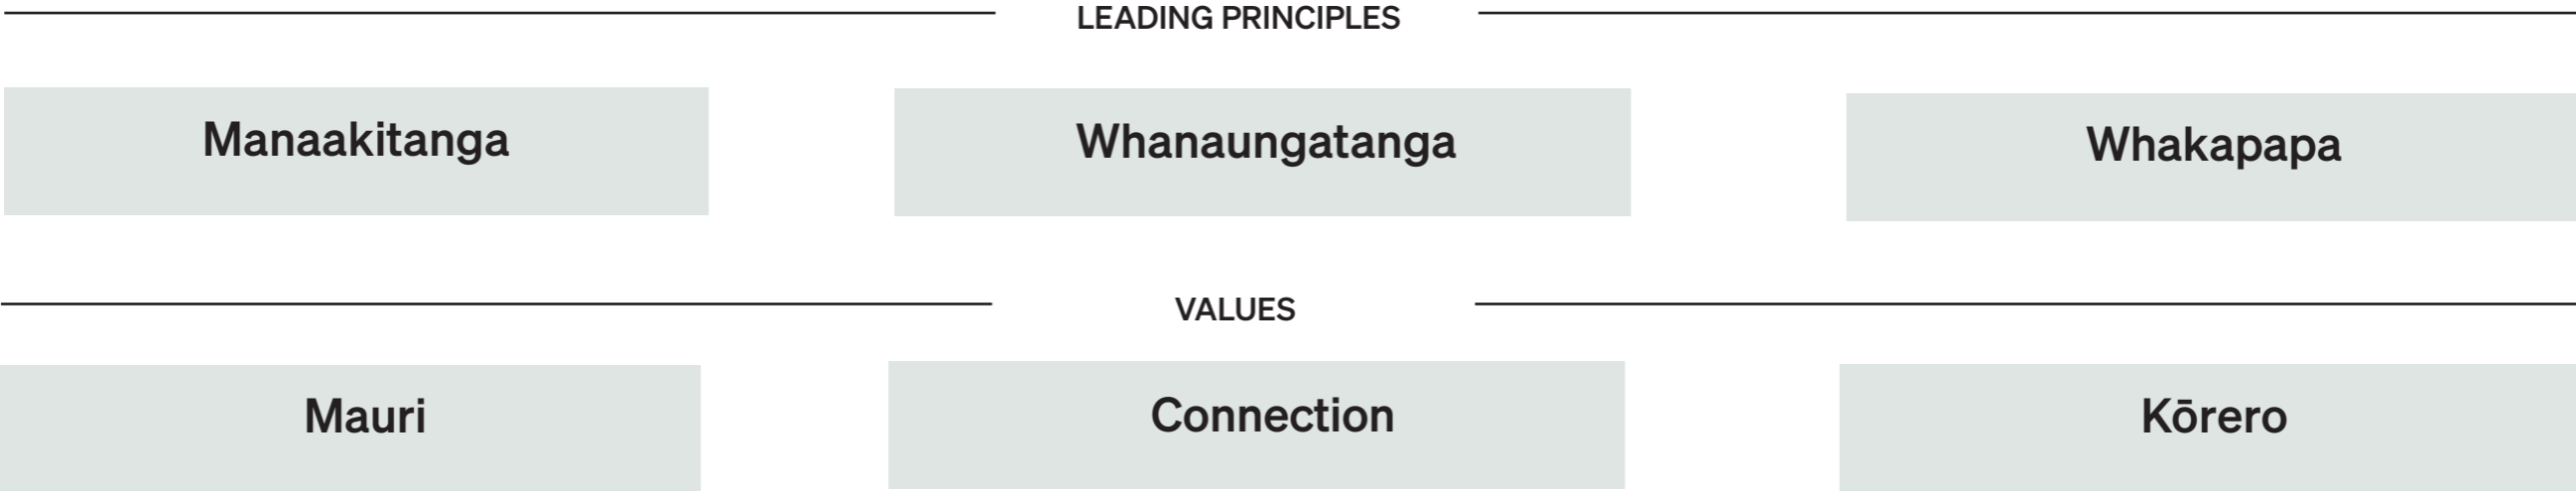 LEADING PRINCIPLES
Manaakitanga
Whanaungatanga
Whakapapa
VALUES
Mauri
Connection
Kōrero